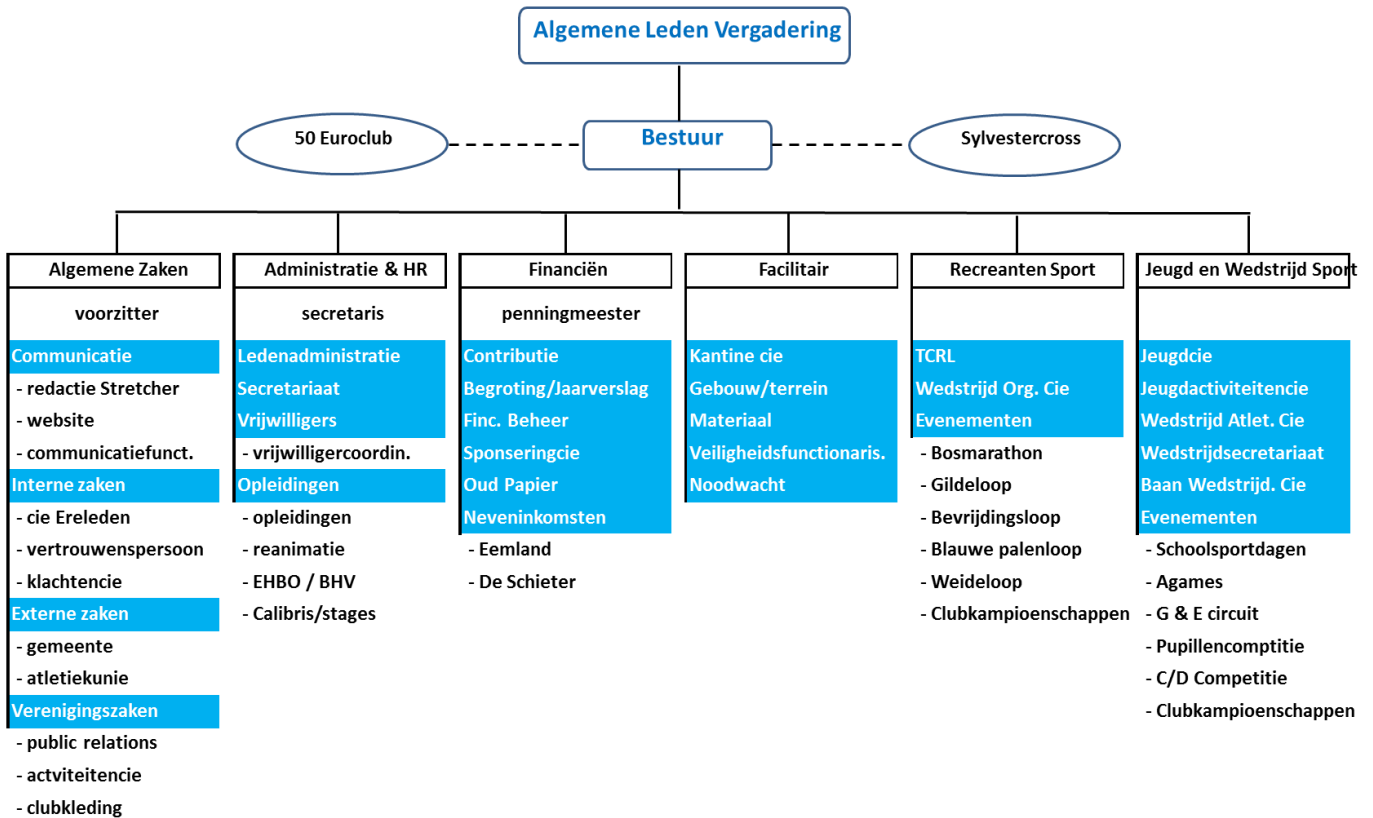 Algemene Leden Vergadering
50 Euroclub
Bestuur
Sylvestercross
Algemene Zaken
voorzitter
Communicatie
- redactie Stretcher
- website
- communicatiefunct.
Interne zaken
- cie Ereleden
- vertrouwenspersoon
- klachtencie
Externe zaken
- gemeente
- atletiekunie
Verenigingszaken
- public relations
- actviteitencie
- clubkleding
Administratie & HR
secretaris
Ledenadministratie
Secretariaat
Vrijwilligers
- vrijwilligercoordin.
Opleidingen
- opleidingen
- reanimatie
- EHBO / BHV
- Calibris/stages
Financiën
penningmeester
Contributie
Begroting/Jaarverslag
Finc. Beheer
Sponseringcie
Oud Papier
Neveninkomsten
- Eemland
- De Schieter
Facilitair
Kantine cie
Gebouw/terrein
Materiaal
Veiligheidsfunctionaris.
Noodwacht
Recreanten Sport
TCRL
Wedstrijd Org. Cie
Evenementen
- Bosmarathon
- Gildeloop
- Bevrijdingsloop
- Blauwe palenloop
- Weideloop
- Clubkampioenschappen
Jeugd en Wedstrijd Sport
Jeugdcie
Jeugdactiviteitencie
Wedstrijd Atlet. Cie
Wedstrijdsecretariaat
Baan Wedstrijd. Cie
Evenementen
- Schoolsportdagen
- Agames
- G & E circuit
- Pupillencomptitie
- C/D Competitie
- Clubkampioenschappen